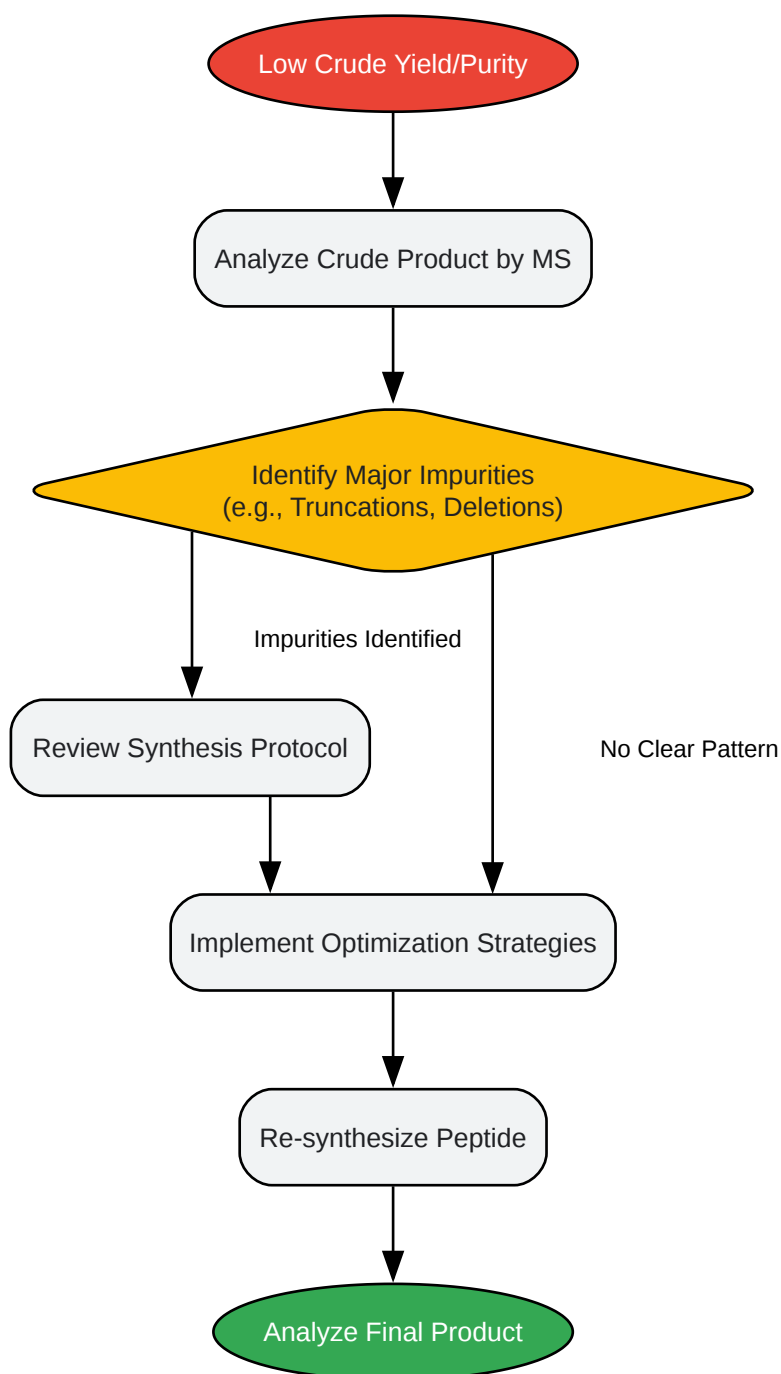 Low Crude Yield/Purity
Analyze Crude Product by MS
Identify Major Impurities
(e.g., Truncations, Deletions)
Impurities Identified
Review Synthesis Protocol
No Clear Pattern
Implement Optimization Strategies
Re-synthesize Peptide
Analyze Final Product